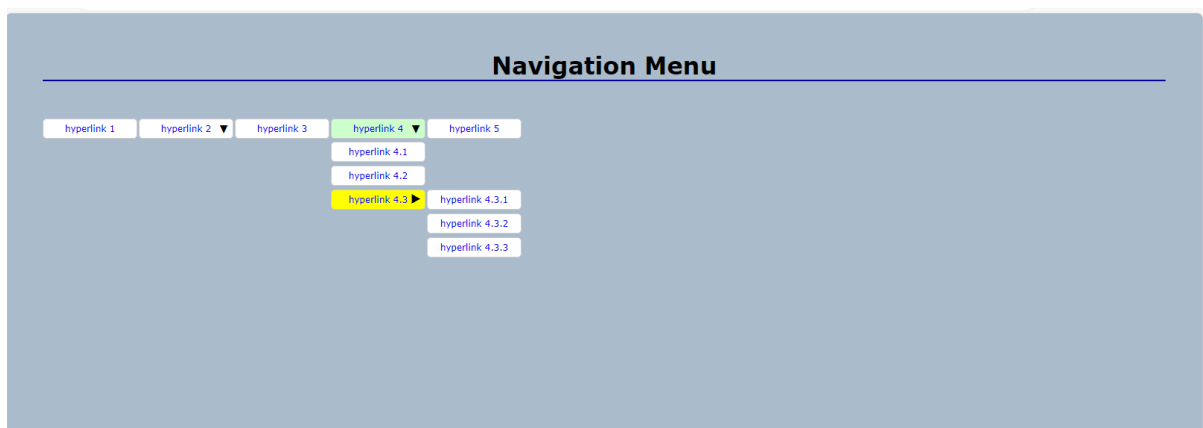 Navigation Menu
hyperlink 1 hyperlink 2 ▼ hyperlink 3 hyperlink 4 ▼ hyperlink 5
hyperlink 4.1
hyperlink 4.2
hyperlink 4.3 ▶ hyperlink 4.3.1
hyperlink 4.3.2
hyperlink 4.3.3